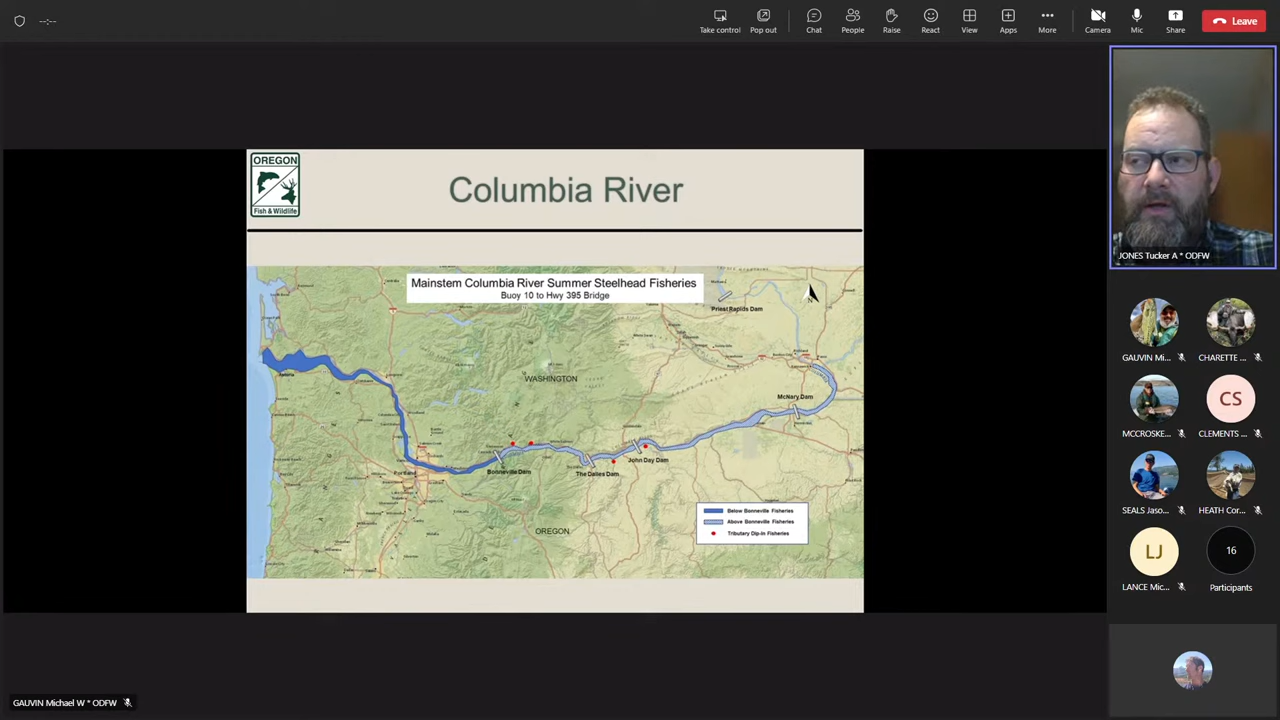 --:--
Take control
Pop out
Chat
People
Raise
React
View
Apps
More
Camera
Mic
Share
Leave
OREGON
Fish & Wildlife
Columbia River
Mainstem Columbia River Summer Steelhead Fisheries
Buoy 10 to Hwy 395 Bridge
Priest Rapids Dam
WASHINGTON
McNary Dam
Astoria
Portland
Bonneville Dam
The Dalles Dam
John Day Dam
OREGON
Below Bonneville Fisheries
Above Bonneville Fisheries
Tributary Dip-In Fisheries
N
JONES Tucker A * ODFW
GAUVIN Mi...
CHARETTE ...
MCCROSKE...
CS
CLEMENTS ...
SEALS Jaso...
HEATH Cor...
LJ
LANCE Mic...
16
Participants
GAUVIN Michael W * ODFW